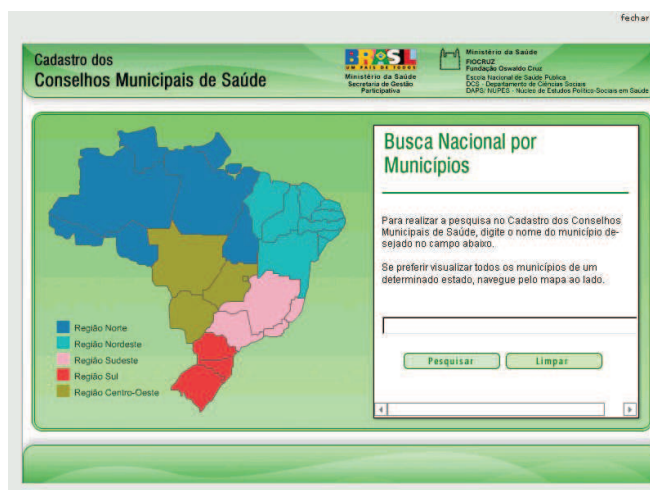 fechar
Cadastro dos
Conselhos Municipais de Saúde
BRASIL
UM PAÍS DE TODOS
Ministério da Saúde
Secretaria de Gestão
Participativa
Ministério da Saúde
FIOCRUZ
Fundação Oswaldo Cruz
Escola Nacional de Saúde Pública
DCS - Departamento de Ciências Sociais
DAPS/ NUPES - Núcleo de Estudos Político-Sociais em Saúde
Busca Nacional por
Municípios
Para realizar a pesquisa no Cadastro dos Conselhos
Municipais de Saúde, digite o nome do município de-
sejado no campo abaixo.
Se preferir visualizar todos os municípios de um
determinado estado, navegue pelo mapa ao lado.
Pesquisar
Limpar
Região Norte
Região Nordeste
Região Sudeste
Região Sul
Região Centro-Oeste